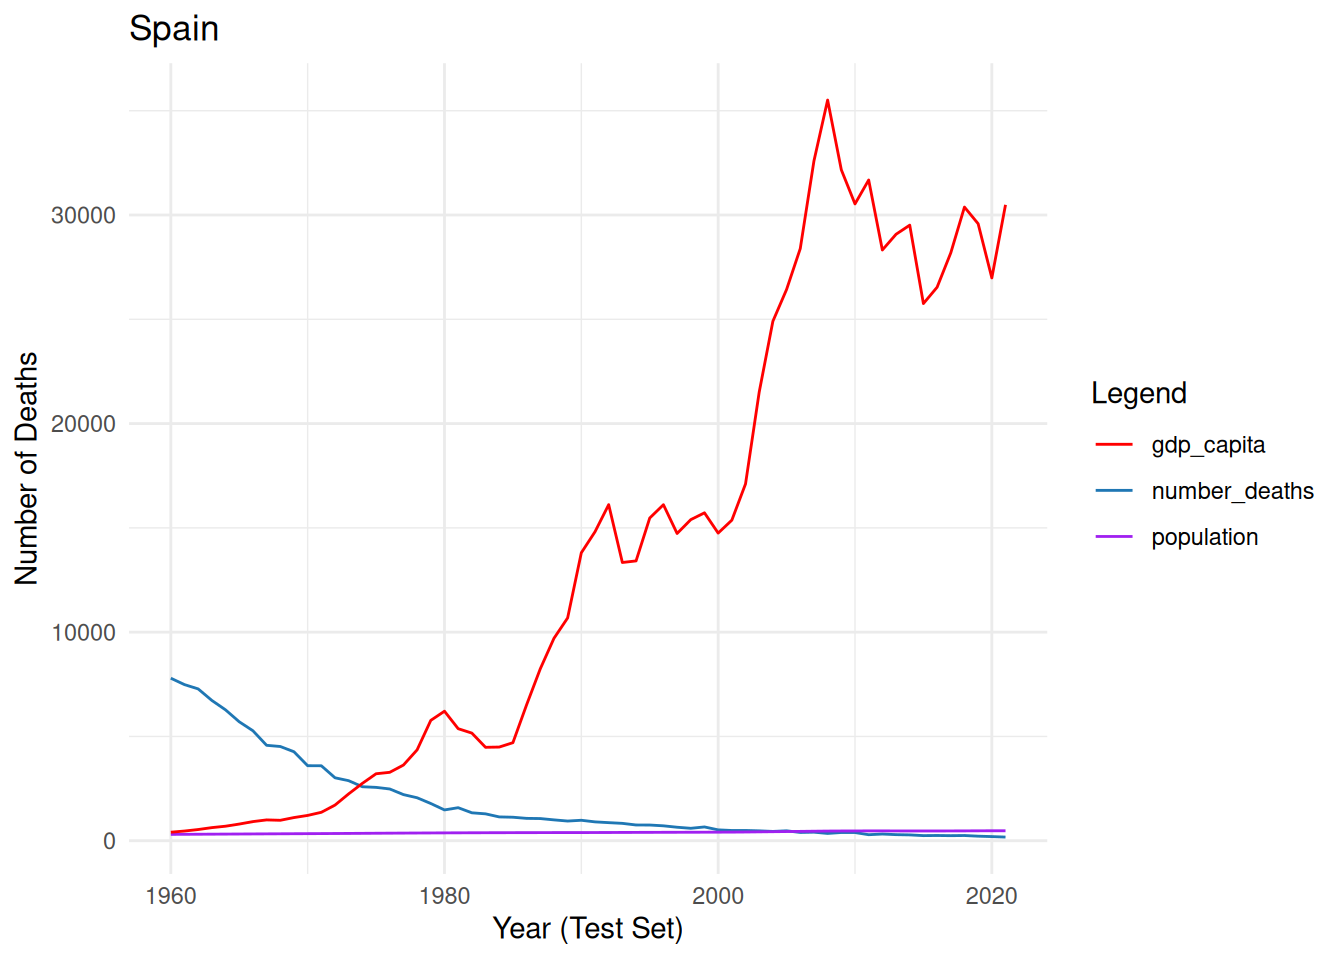 Spain
Number of Deaths
30000
20000
10000
0
1960
1980
2000
2020
Year (Test Set)
Legend
gdp_capita
number_deaths
population